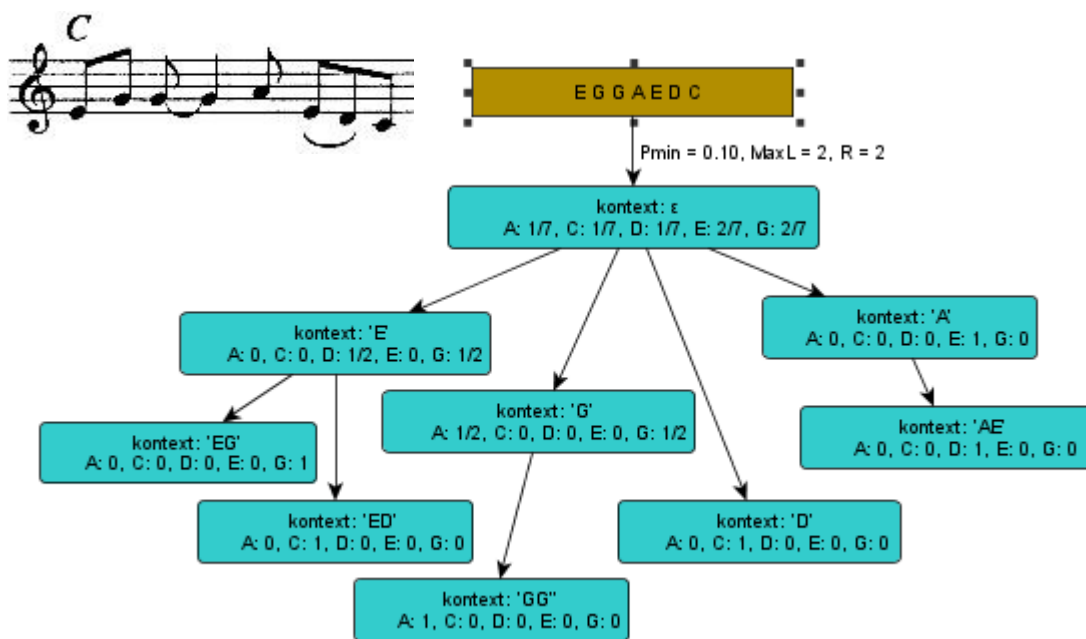 C
E G G A E D C
Pmin = 0.10, MaxL = 2, R = 2
kontext: ε
A: 1/7, C: 1/7, D: 1/7, E: 2/7, G: 2/7
kontext: 'E'
A: 0, C: 0, D: 1/2, E: 0, G: 1/2
kontext: 'A'
A: 0, C: 0, D: 0, E: 1, G: 0
kontext: 'EG'
A: 0, C: 0, D: 0, E: 0, G: 1
kontext: 'G'
A: 1/2, C: 0, D: 0, E: 0, G: 1/2
kontext: 'AE'
A: 0, C: 0, D: 1, E: 0, G: 0
kontext: 'ED'
A: 0, C: 1, D: 0, E: 0, G: 0
kontext: 'D'
A: 0, C: 1, D: 0, E: 0, G: 0
kontext: 'GG''
A: 1, C: 0, D: 0, E: 0, G: 0